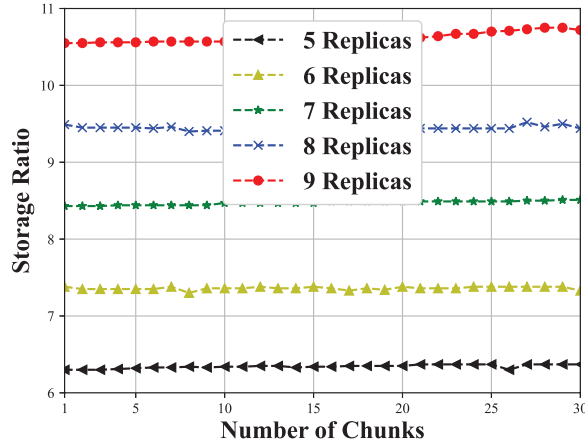 11
10
9
8
7
6
Storage Ratio
5 Replicas
6 Replicas
7 Replicas
8 Replicas
9 Replicas
1 5 10 15 20 25 30
Number of Chunks